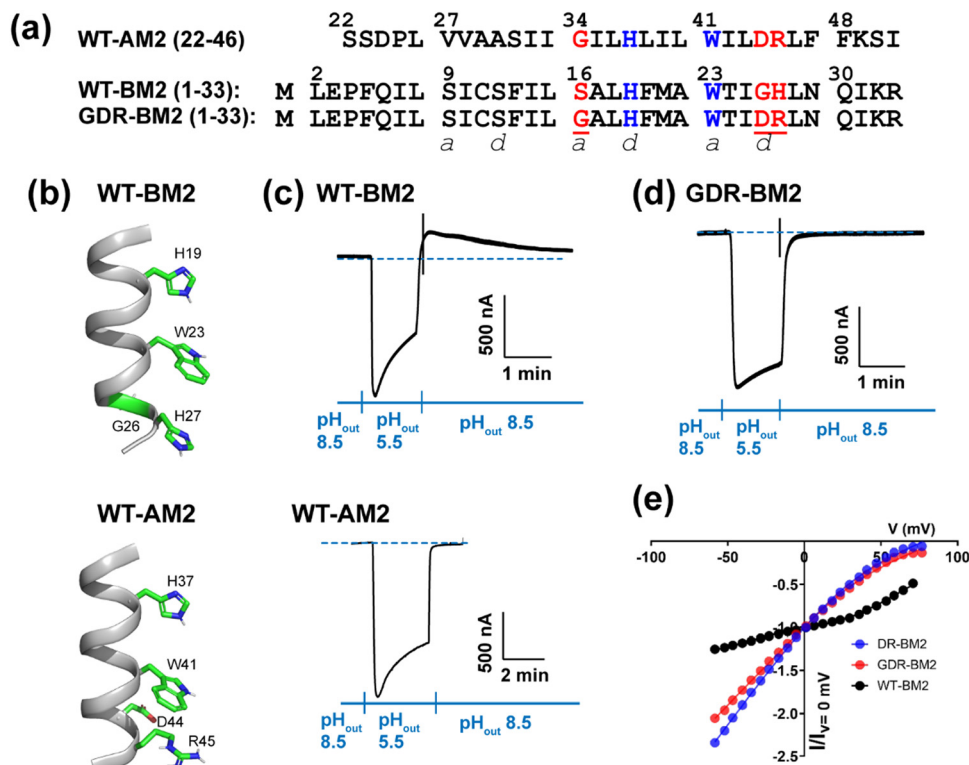 (a)
22 27 34 41 48
WT-AM2 (22-46) SSDPL VVAASII GILHLIL WILDRLF FKSI
2 9 16 23 30
WT-BM2 (1-33): M LEPFQIL SICSFIL SALHFMA WTIGHLN QIKR
GDR-BM2 (1-33): M LEPFQIL SICSFIL GALHFMA WTIDRLN QIKR
a d a d a d
(b)
WT-BM2
H19
W23
G26
H27
WT-AM2
H37
W41
D44
R45
(c)
WT-BM2
500 nA
1 min
pHout 8.5
pHout 5.5
pHout 8.5
WT-AM2
500 nA
2 min
pHout 8.5
pHout 5.5
pHout 8.5
(d)
GDR-BM2
500 nA
1 min
pHout 8.5
pHout 5.5
pHout 8.5
(e)
V (mV)
-100 -50 0 50 100
-0.5
-1.0
-1.5
-2.0
-2.5
I/IV= 0 mV
DR-BM2
GDR-BM2
WT-BM2